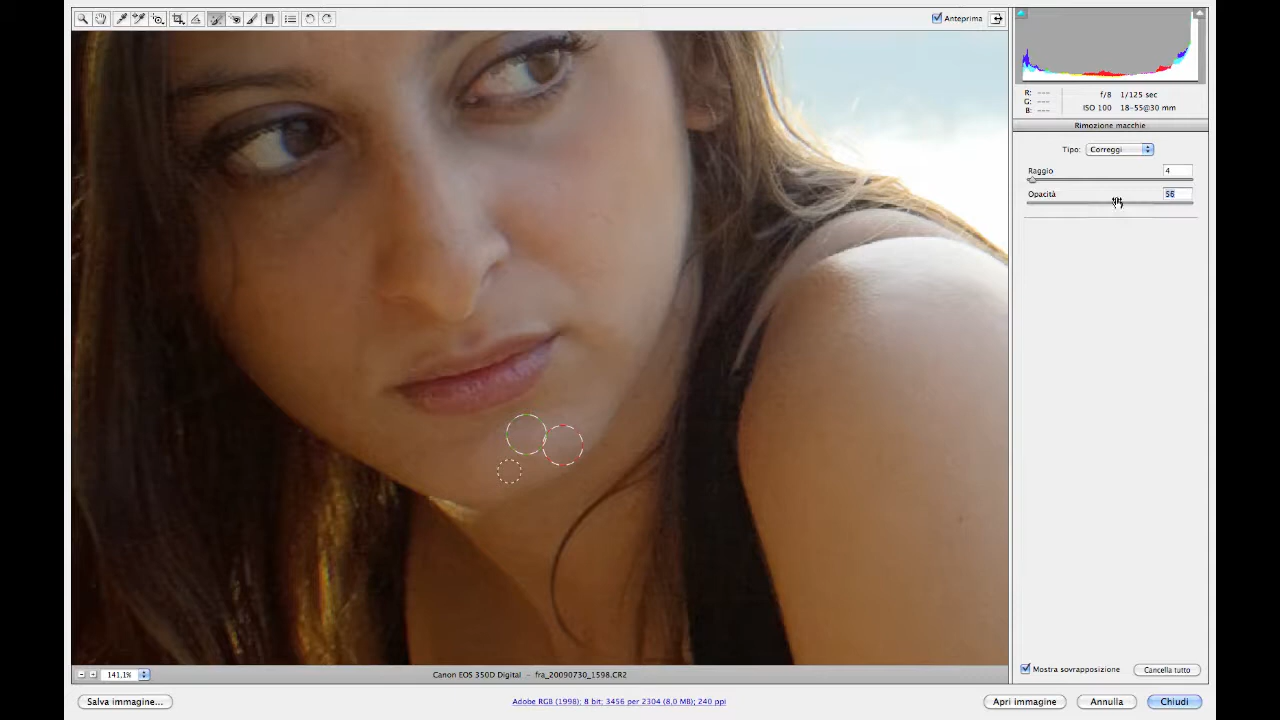 Anteprima
R: ---
G: ---
B: ---
f/8 1/125 sec
ISO 100 18-55@30 mm
Rimozione macchie
Tipo: Correggi
Raggio 4
Opacità 56
141,1%
Canon EOS 350D Digital - fra_20090730_1598.CR2
Mostra sovrapposizione
Cancella tutto
Salva immagine...
Adobe RGB (1998); 8 bit; 3456 per 2304 (8,0 MB); 240 ppi
Apri immagine
Annulla
Chiudi